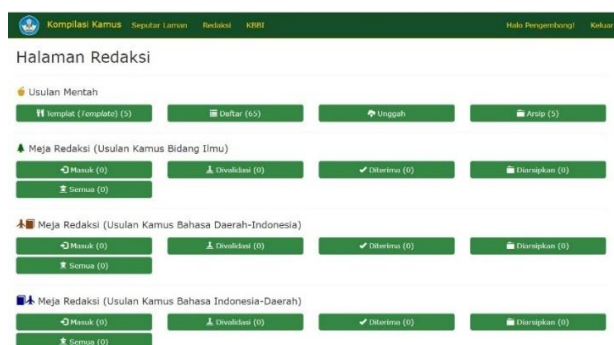 Kompilasi Kamus Seputar Laman Redaksi KBBI Halo Pengembang! Keluar
Halaman Redaksi
Usulan Mentah
Templat (Template) (5) Daftar (65) Unggah Arsip (5)
Meja Redaksi (Usulan Kamus Bidang Ilmu)
Masuk (0) Divalidasi (0) Diterima (0) Diarsipkan (0)
Semua (0)
Meja Redaksi (Usulan Kamus Bahasa Daerah-Indonesia)
Masuk (0) Divalidasi (0) Diterima (0) Diarsipkan (0)
Semua (0)
Meja Redaksi (Usulan Kamus Bahasa Indonesia-Daerah)
Masuk (0) Divalidasi (0) Diterima (0) Diarsipkan (0)
Semua (0)